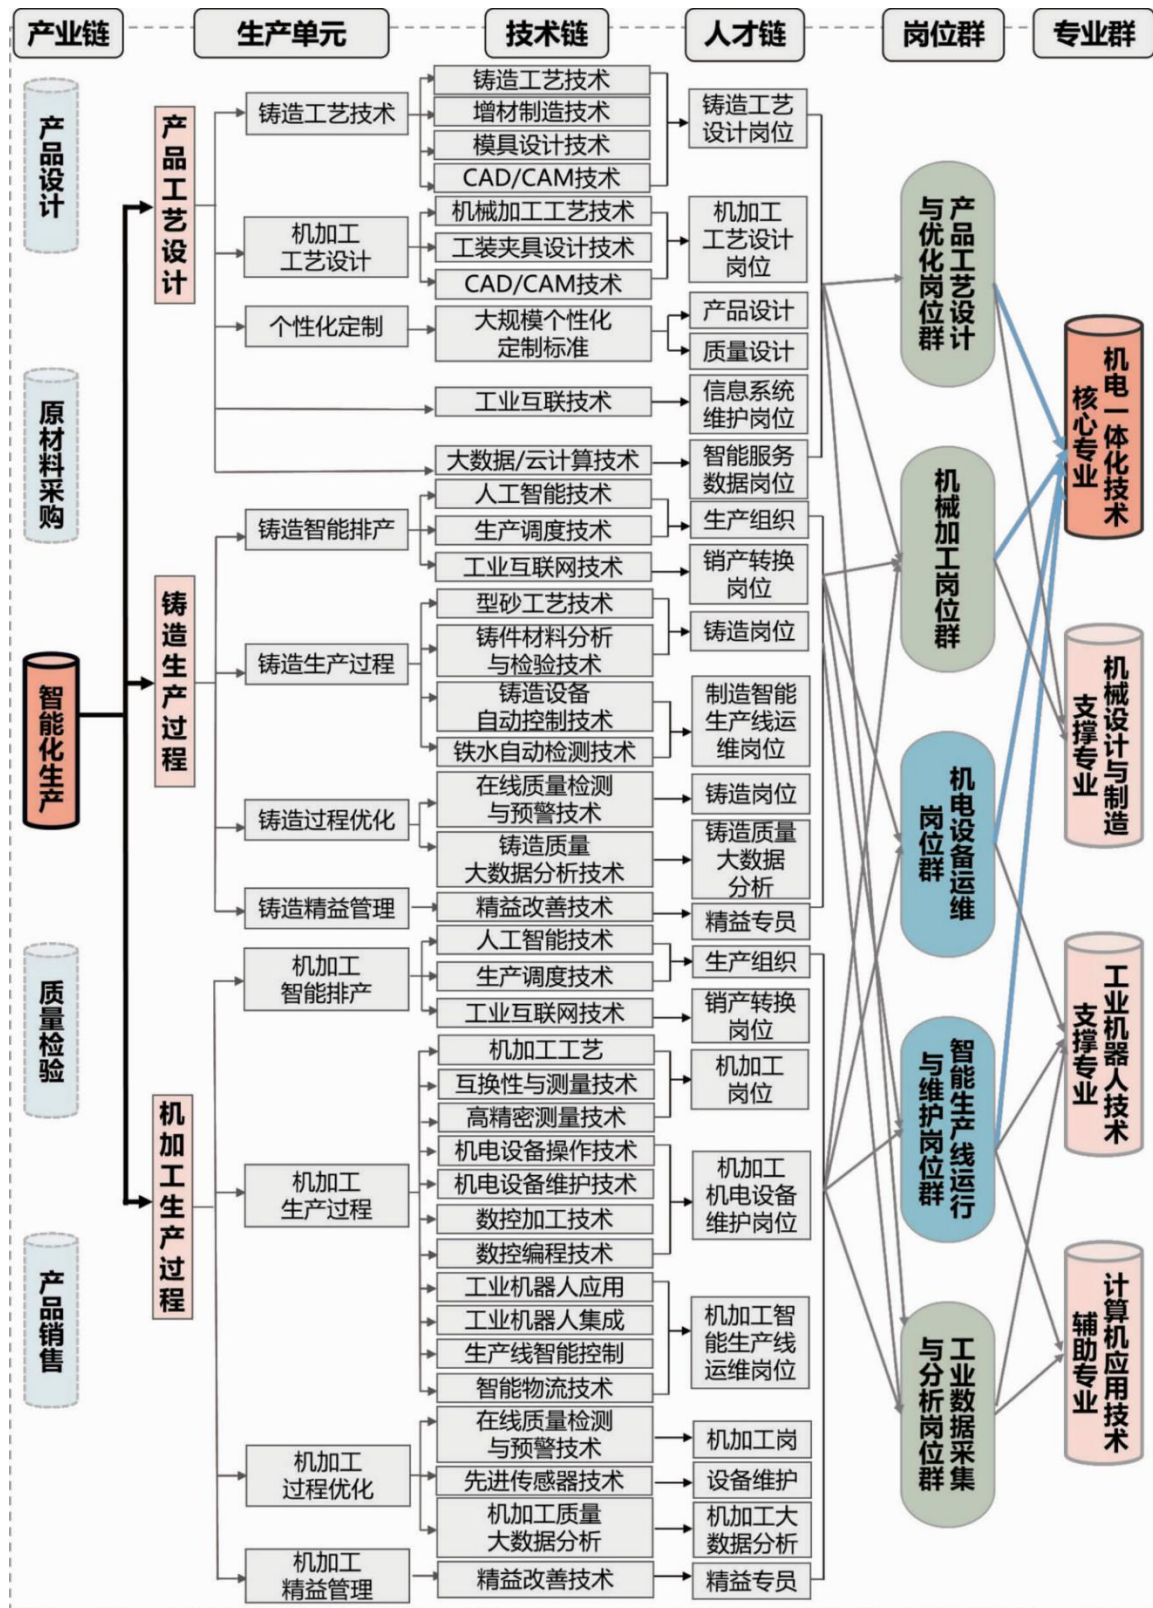 产业链
生产单元
技术链
人才链
岗位群
专业群
产品设计
原材料采购
智能化生产
质量检验
产品销售
产品工艺设计
铸造生产过程
机加工生产过程
铸造工艺技术
机加工
工艺设计
个性化定制
铸造智能排产
铸造生产过程
铸造过程优化
铸造精益管理
机加工
智能排产
机加工
生产过程
机加工
过程优化
机加工
精益管理
铸造工艺技术
增材制造技术
模具设计技术
CAD/CAM技术
机械加工工艺技术
工装夹具设计技术
CAD/CAM技术
大规模个性化
定制标准
工业互联技术
大数据/云计算技术
人工智能技术
生产调度技术
工业互联网技术
型砂工艺技术
铸件材料分析
与检验技术
铸造设备
自动控制技术
铁水自动检测技术
在线质量检测
与预警技术
铸造质量
大数据分析技术
精益改善技术
人工智能技术
生产调度技术
工业互联网技术
机加工工艺
互换性与测量技术
高精密测量技术
机电设备操作技术
机电设备维护技术
数控加工技术
数控编程技术
工业机器人应用
工业机器人集成
生产线智能控制
智能物流技术
在线质量检测
与预警技术
先进传感器技术
机加工质量
大数据分析
精益改善技术
铸造工艺
设计岗位
机加工
工艺设计
岗位
产品设计
质量设计
信息系统
维护岗位
智能服务
数据岗位
生产组织
销产转换
岗位
铸造岗位
制造智能
生产线运
维岗位
铸造岗位
铸造质量
大数据
分析
精益专员
生产组织
销产转换
岗位
机加工
岗位
机加工
机电设备
维护岗位
机加工智
能生产线
运维岗位
机加工岗
设备维护
机加工大
数据分析
精益专员
产品工艺设计
与优化岗位群
机械加工岗位群
机电设备运维
岗位群
智能生产线运行
与维护岗位群
工业数据采集
与分析岗位群
机电一体化技术
核心专业
机械设计与制造
支撑专业
工业机器人技术
支撑专业
计算机应用技术
辅助专业